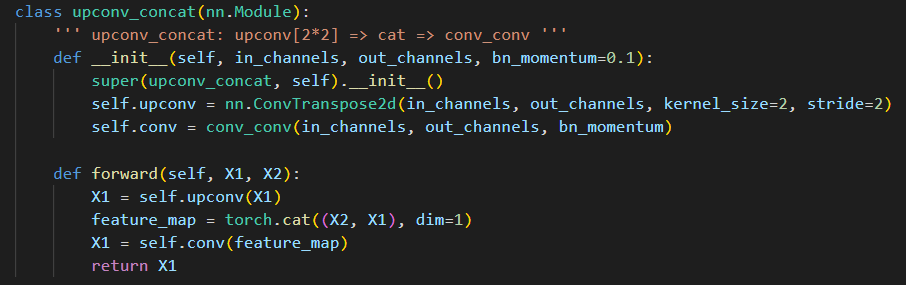 class upconv_concat(nn.Module):
    ''' upconv_concat: upconv[2*2] => cat => conv_conv '''
    def __init__(self, in_channels, out_channels, bn_momentum=0.1):
        super(upconv_concat, self).__init__()
        self.upconv = nn.ConvTranspose2d(in_channels, out_channels, kernel_size=2, stride=2)
        self.conv = conv_conv(in_channels, out_channels, bn_momentum)

    def forward(self, X1, X2):
        X1 = self.upconv(X1)
        feature_map = torch.cat((X2, X1), dim=1)
        X1 = self.conv(feature_map)
        return X1